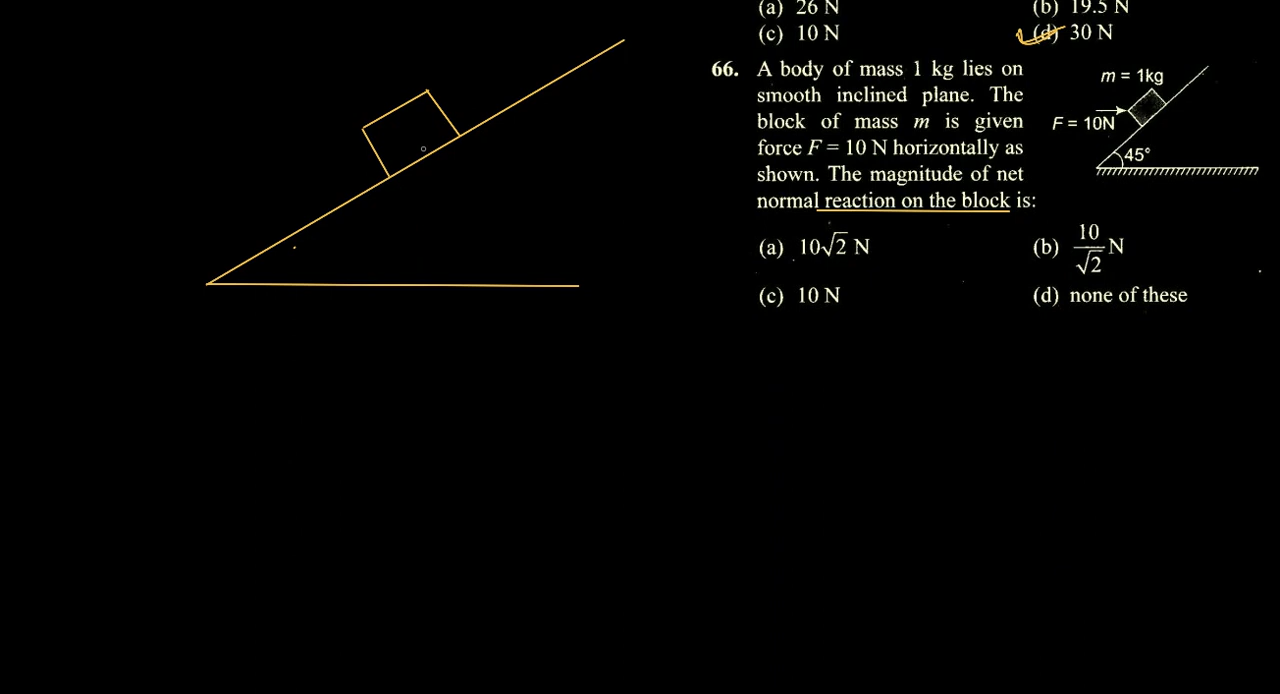 (a) 26 N (b) 19.5 N
(c) 10 N (d) 30 N
66. A body of mass 1 kg lies on
smooth inclined plane. The
block of mass m is given
force F = 10 N horizontally as
shown. The magnitude of net
normal reaction on the block is:
m = 1kg
F = 10N
45°
(a) 10√2 N (b) 10/√2 N
(c) 10 N (d) none of these